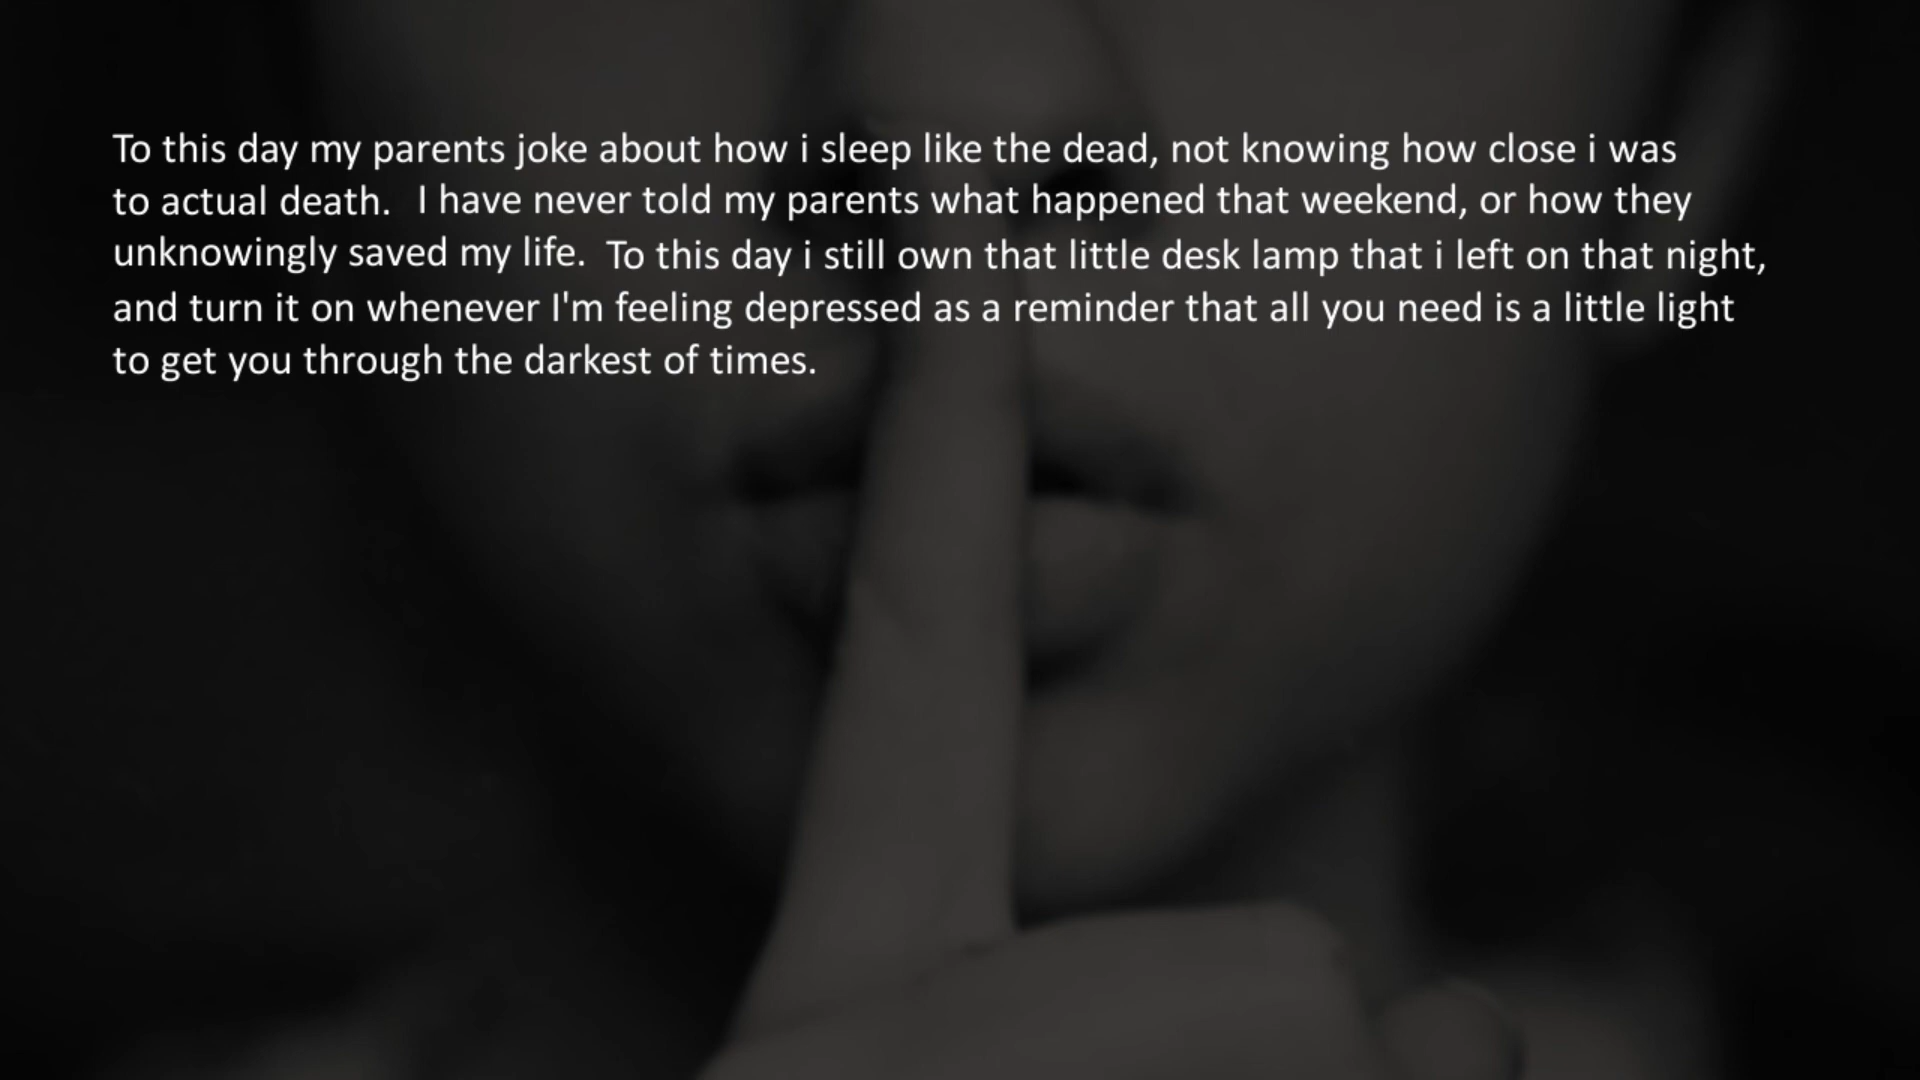 To this day my parents joke about how i sleep like the dead, not knowing how close i was
to actual death. I have never told my parents what happened that weekend, or how they
unknowingly saved my life. To this day i still own that little desk lamp that i left on that night,
and turn it on whenever I'm feeling depressed as a reminder that all you need is a little light
to get you through the darkest of times.